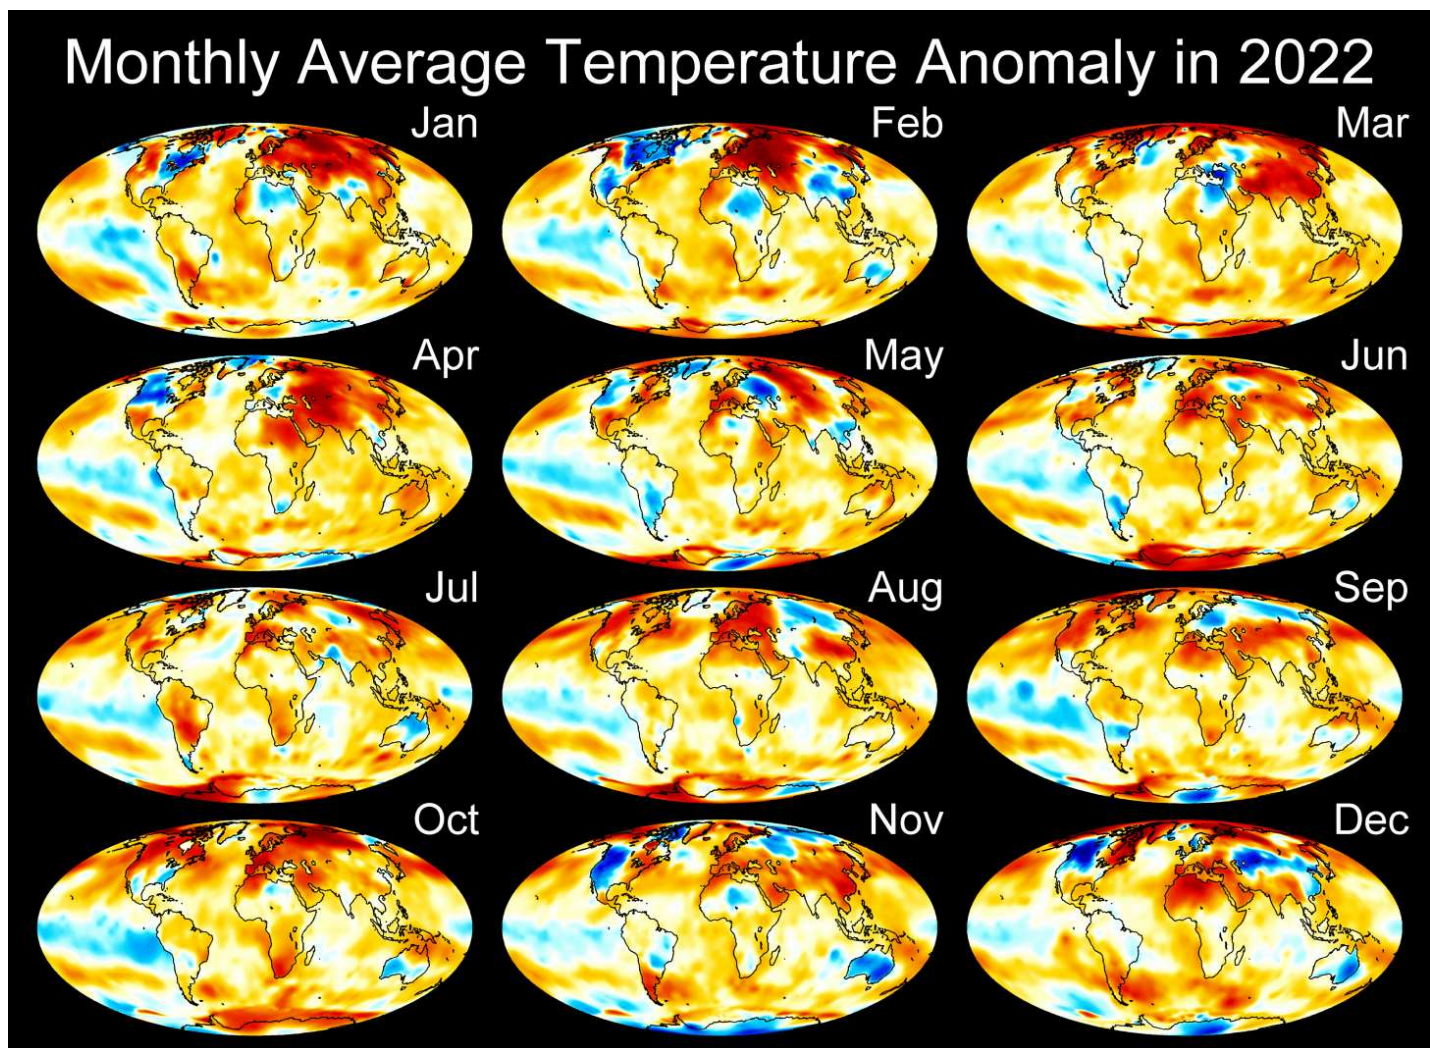 Monthly Average Temperature Anomaly in 2022
Jan
Feb
Mar
Apr
May
Jun
Jul
Aug
Sep
Oct
Nov
Dec